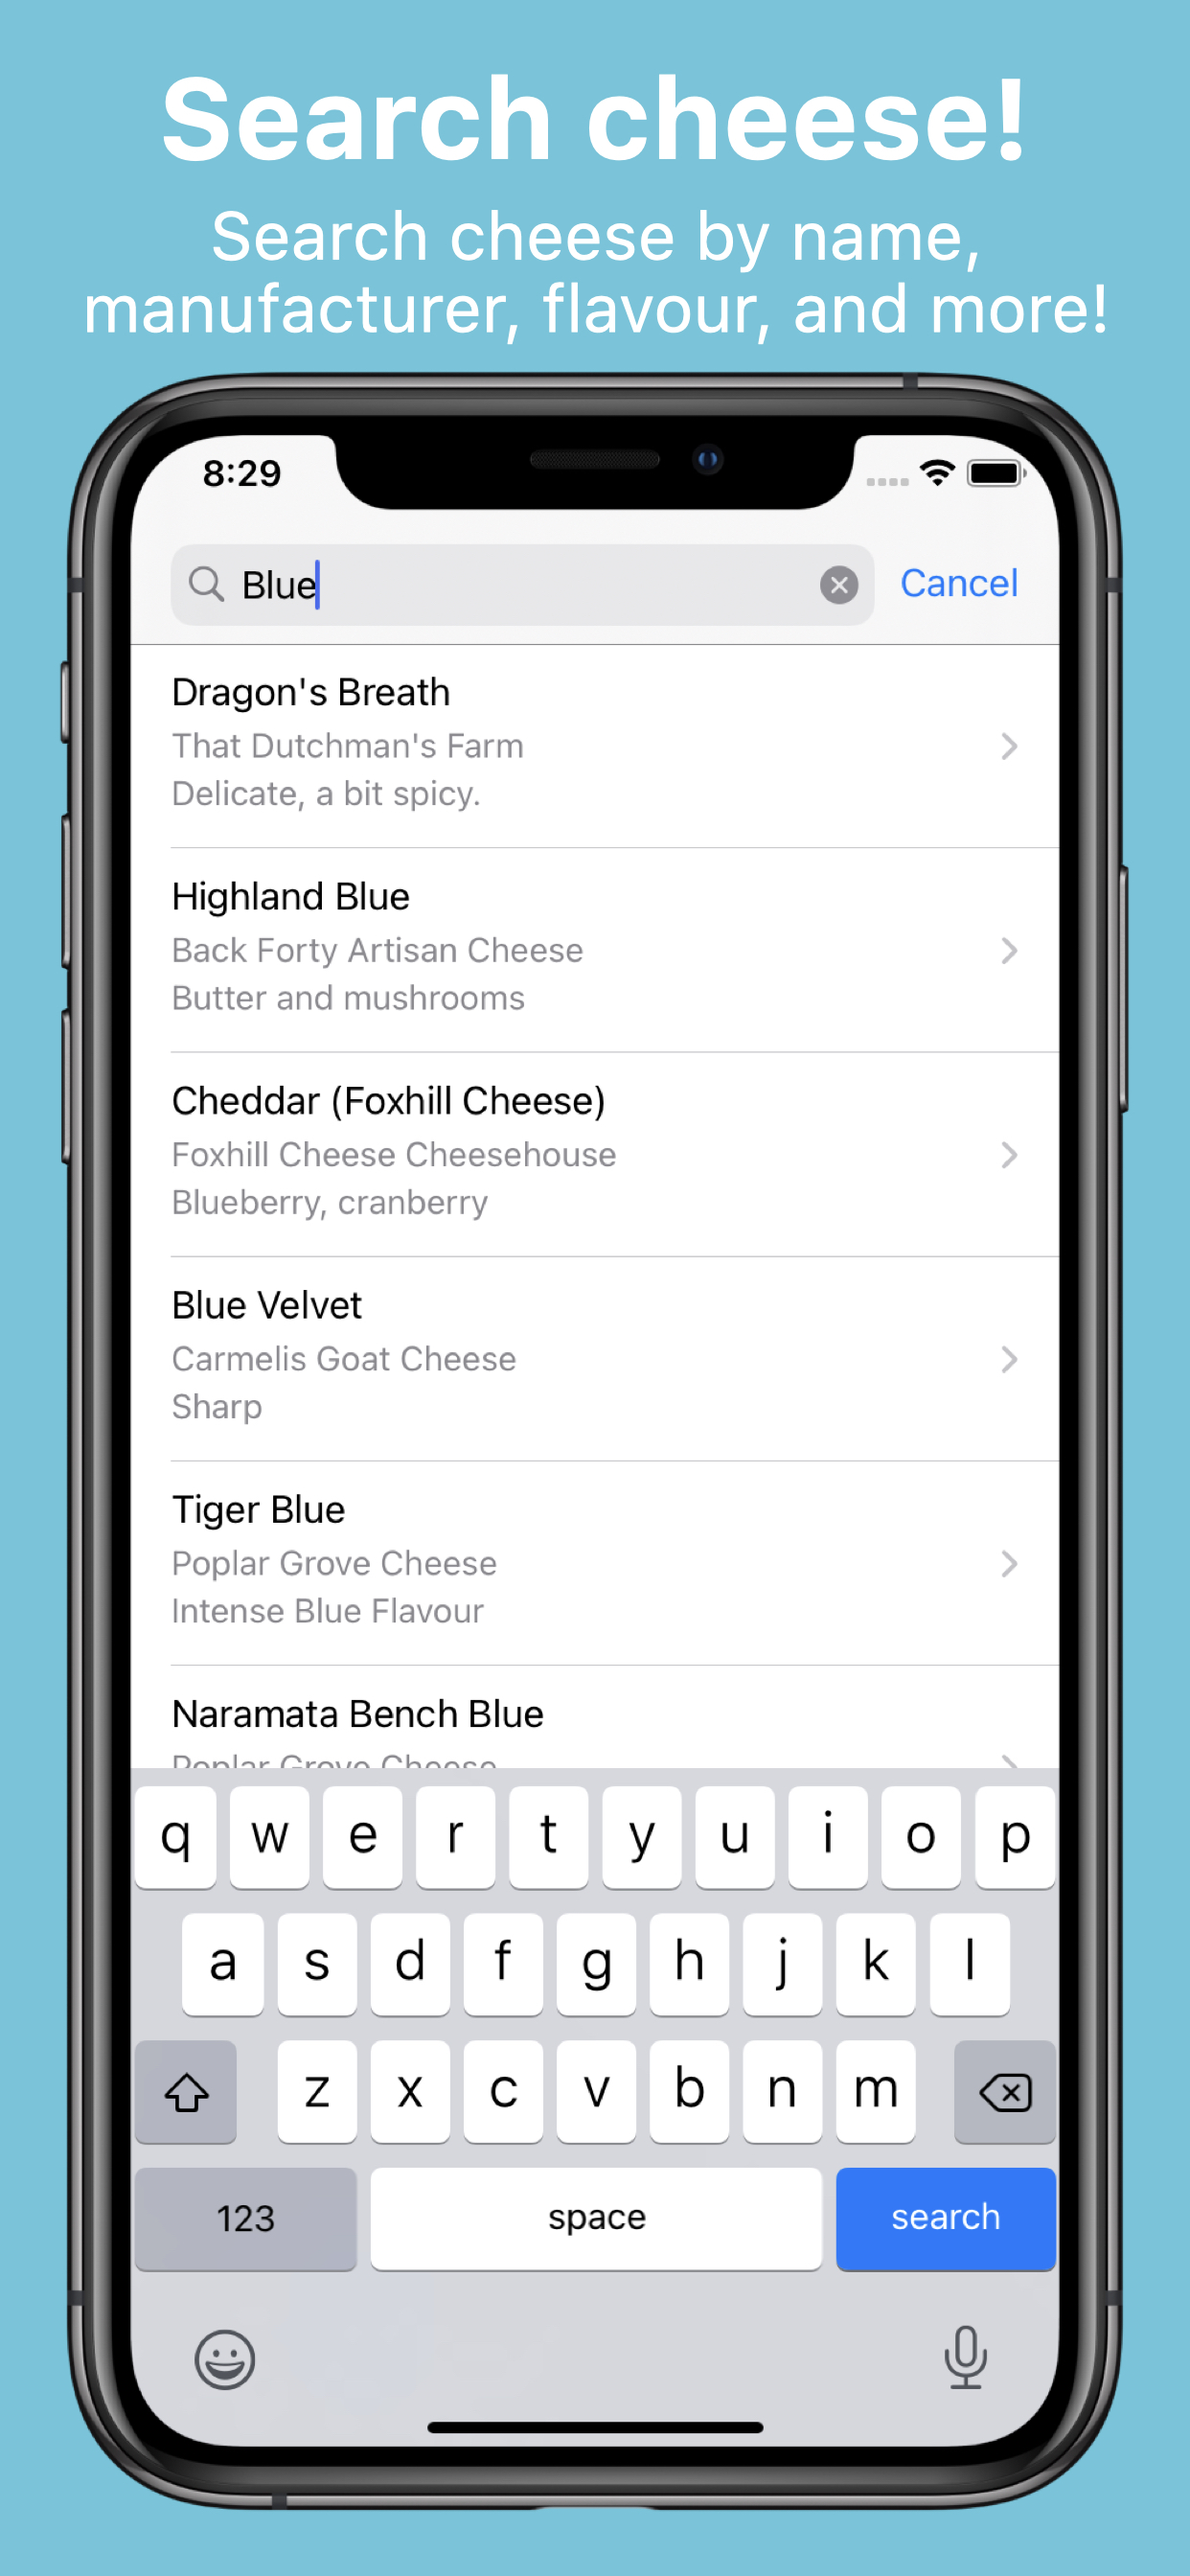 Search cheese!
Search cheese by name,
manufacturer, flavour, and more!
8:29
Blue
Cancel
Dragon's Breath
That Dutchman's Farm
Delicate, a bit spicy.
Highland Blue
Back Forty Artisan Cheese
Butter and mushrooms
Cheddar (Foxhill Cheese)
Foxhill Cheese Cheesehouse
Blueberry, cranberry
Blue Velvet
Carmelis Goat Cheese
Sharp
Tiger Blue
Poplar Grove Cheese
Intense Blue Flavour
Naramata Bench Blue
Poplar Grove Cheese
q w e r t y u i o p
a s d f g h j k l
z x c v b n m
123 space search